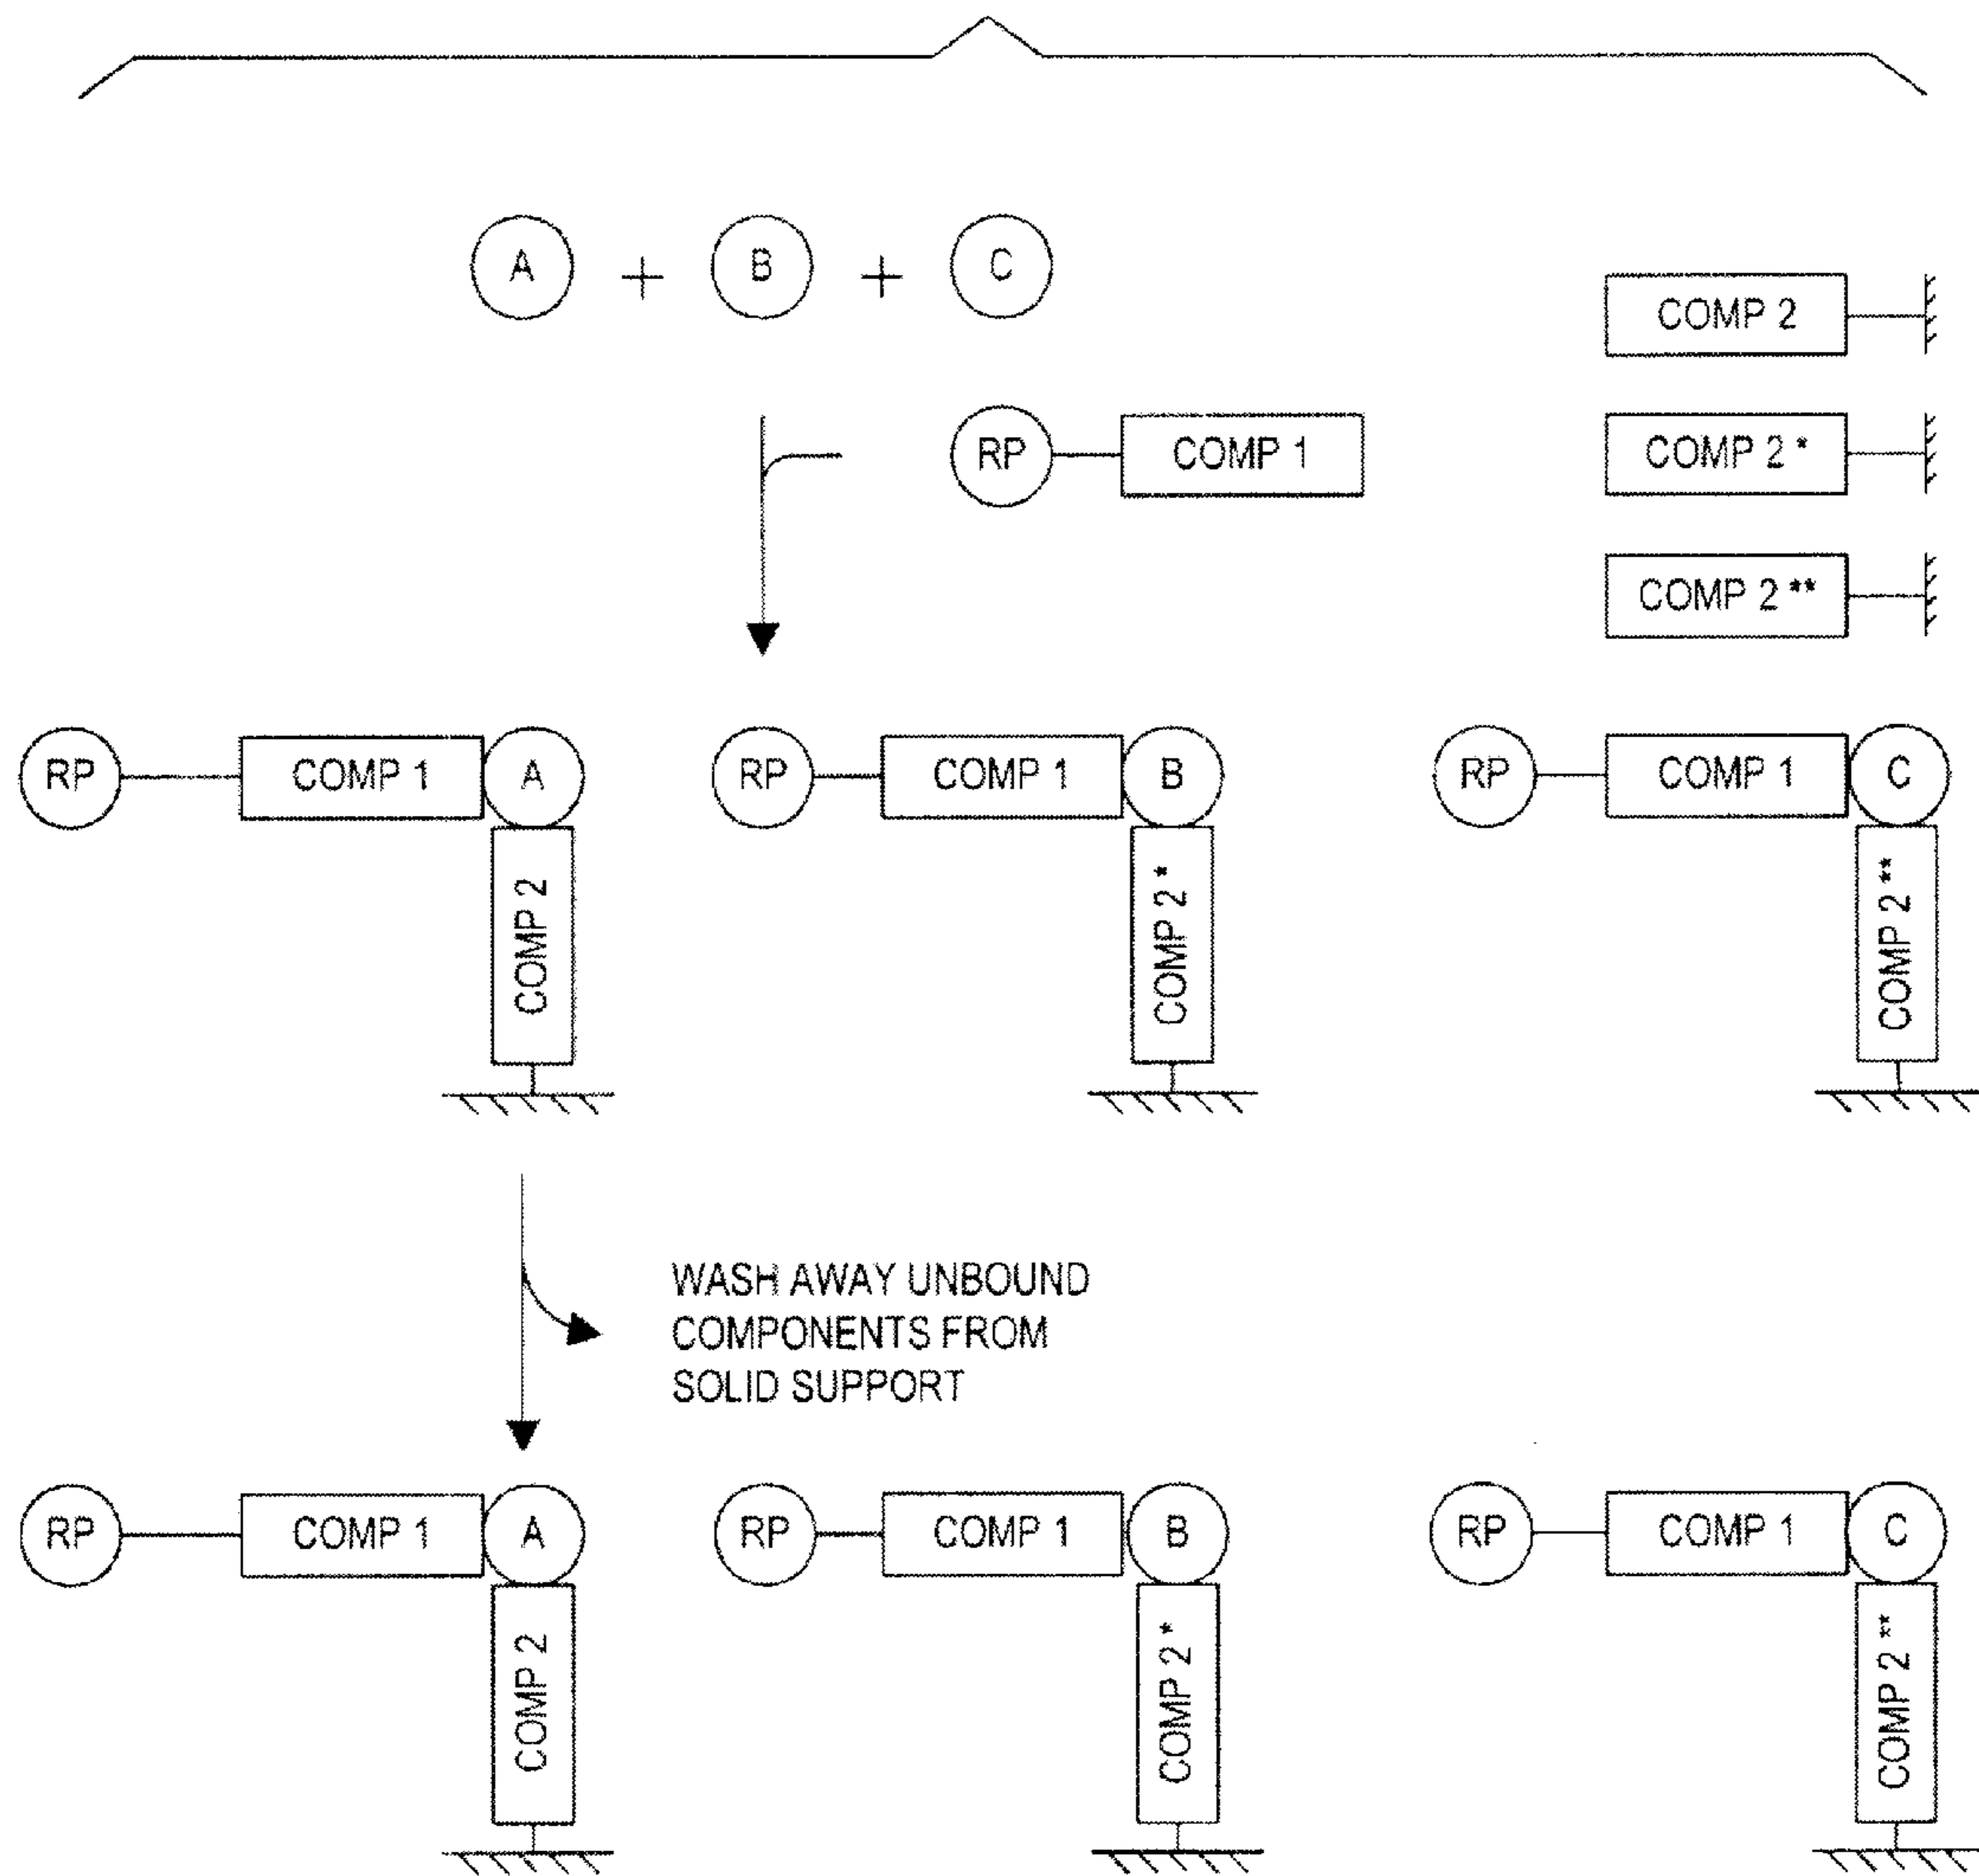 A + B + C
COMP 2
RP COMP 1
COMP 2 *
COMP 2 **
RP COMP 1 A RP COMP 1 B RP COMP 1 C
COMP 2 COMP 2 * COMP 2 **
WASH AWAY UNBOUND
COMPONENTS FROM
SOLID SUPPORT
RP COMP 1 A RP COMP 1 B RP COMP 1 C
COMP 2 COMP 2 * COMP 2 **